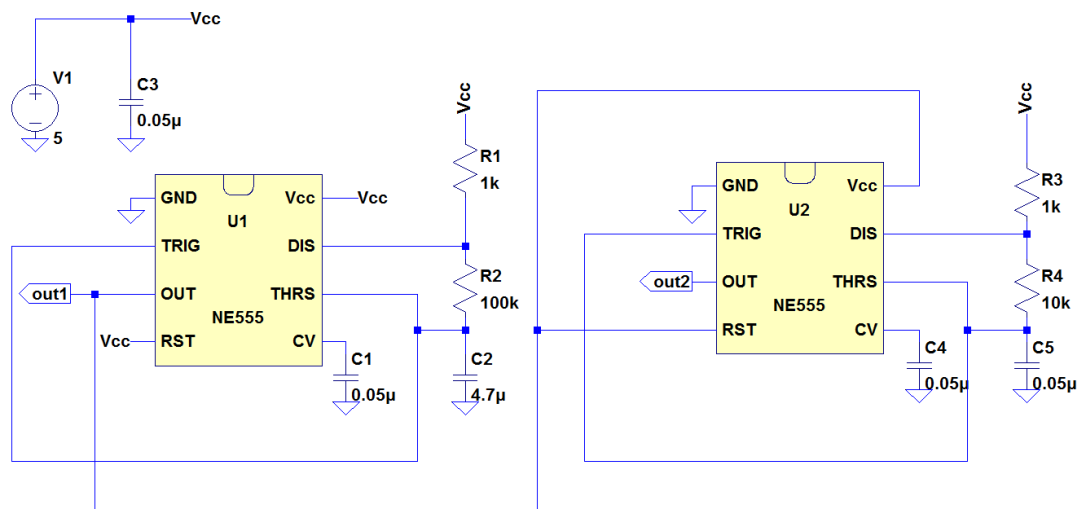 Vcc
V1
5
C3
0.05µ
Vcc
R1
1k
R2
100k
GND
Vcc
Vcc
U1
TRIG
DIS
out1
OUT
THRS
NE555
Vcc
RST
CV
C1
0.05µ
C2
4.7µ
Vcc
R3
1k
R4
10k
GND
Vcc
U2
TRIG
DIS
out2
OUT
THRS
NE555
RST
CV
C4
0.05µ
C5
0.05µ